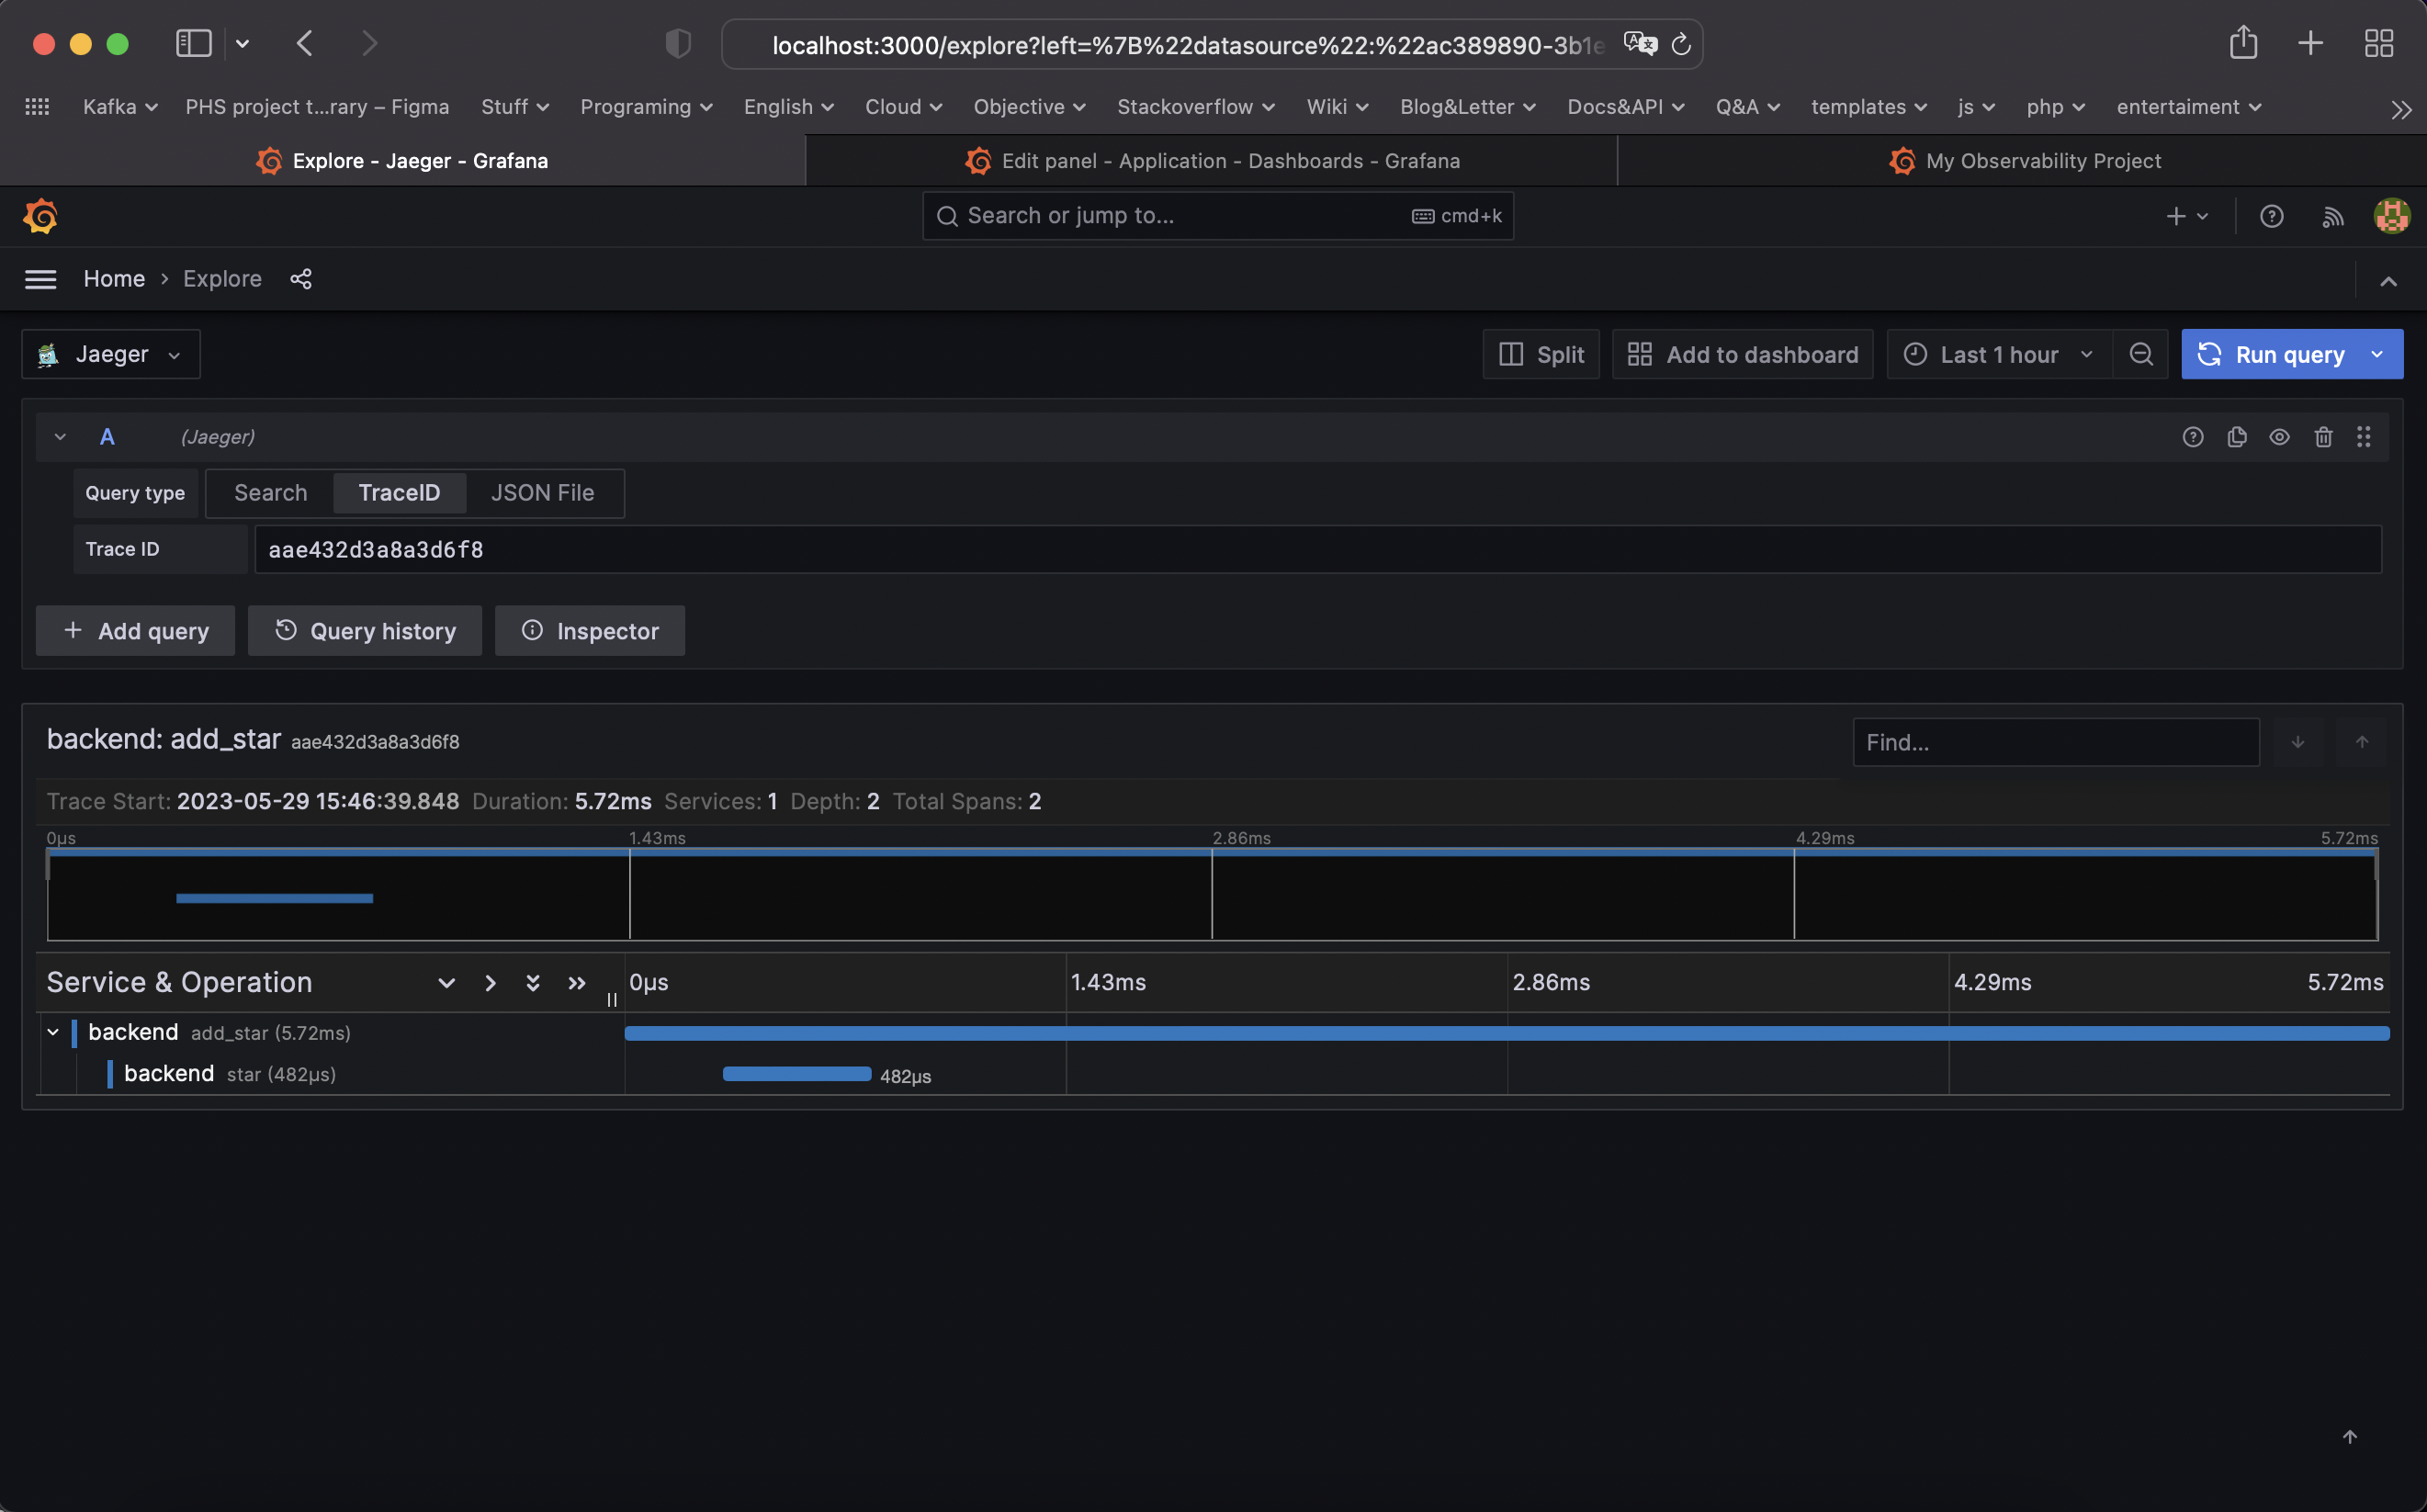 localhost:3000/explore?left=%7B%22datasource%22:%22ac389890-3b1e
Kafka PHS project t...rary – Figma Stuff Programing English Cloud Objective Stackoverflow Wiki Blog&Letter Docs&API Q&A templates js php entertaiment
Explore - Jaeger - Grafana Edit panel - Application - Dashboards - Grafana My Observability Project
Search or jump to... cmd+k
Home Explore
Jaeger Split Add to dashboard Last 1 hour Run query
A (Jaeger)
Query type Search TraceID JSON File
Trace ID aae432d3a8a3d6f8
Add query Query history Inspector
backend: add_star aae432d3a8a3d6f8 Find...
Trace Start: 2023-05-29 15:46:39.848 Duration: 5.72ms Services: 1 Depth: 2 Total Spans: 2
0μs 1.43ms 2.86ms 4.29ms 5.72ms
Service & Operation 0μs 1.43ms 2.86ms 4.29ms 5.72ms
backend add_star (5.72ms)
backend star (482μs) 482μs